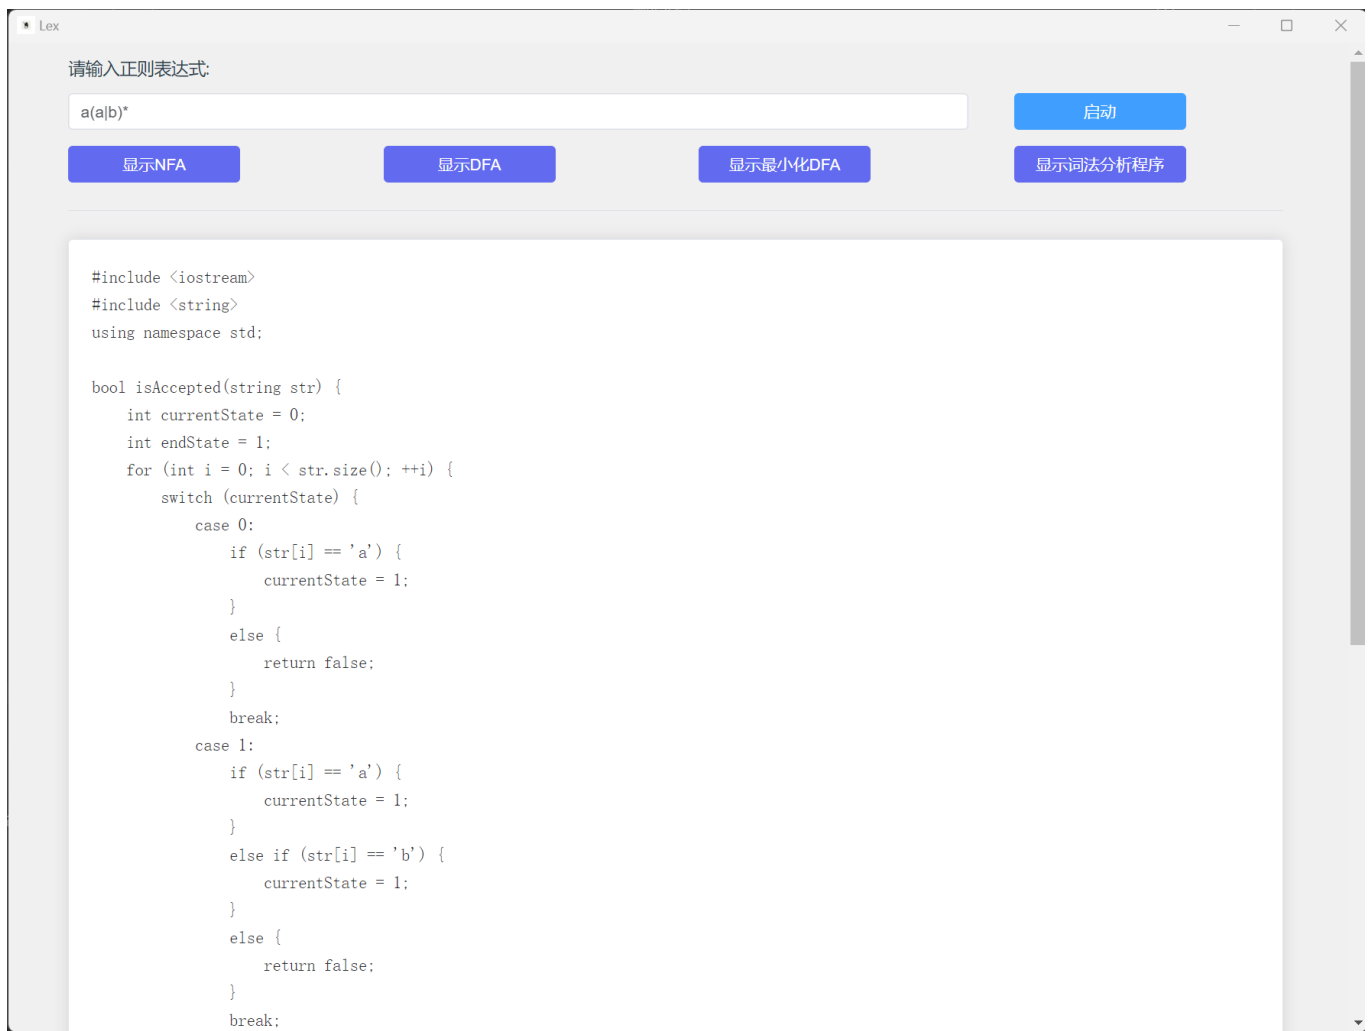 Lex
请输入正则表达式:
a(a|b)*
启动
显示NFA
显示DFA
显示最小化DFA
显示词法分析程序
#include <iostream>
#include <string>
using namespace std;
bool isAccepted(string str) {
int currentState = 0;
int endState = 1;
for (int i = 0; i < str.size(); ++i) {
switch (currentState) {
case 0:
if (str[i] == 'a') {
currentState = 1;
}
else {
return false;
}
break;
case 1:
if (str[i] == 'a') {
currentState = 1;
}
else if (str[i] == 'b') {
currentState = 1;
}
else {
return false;
}
break;